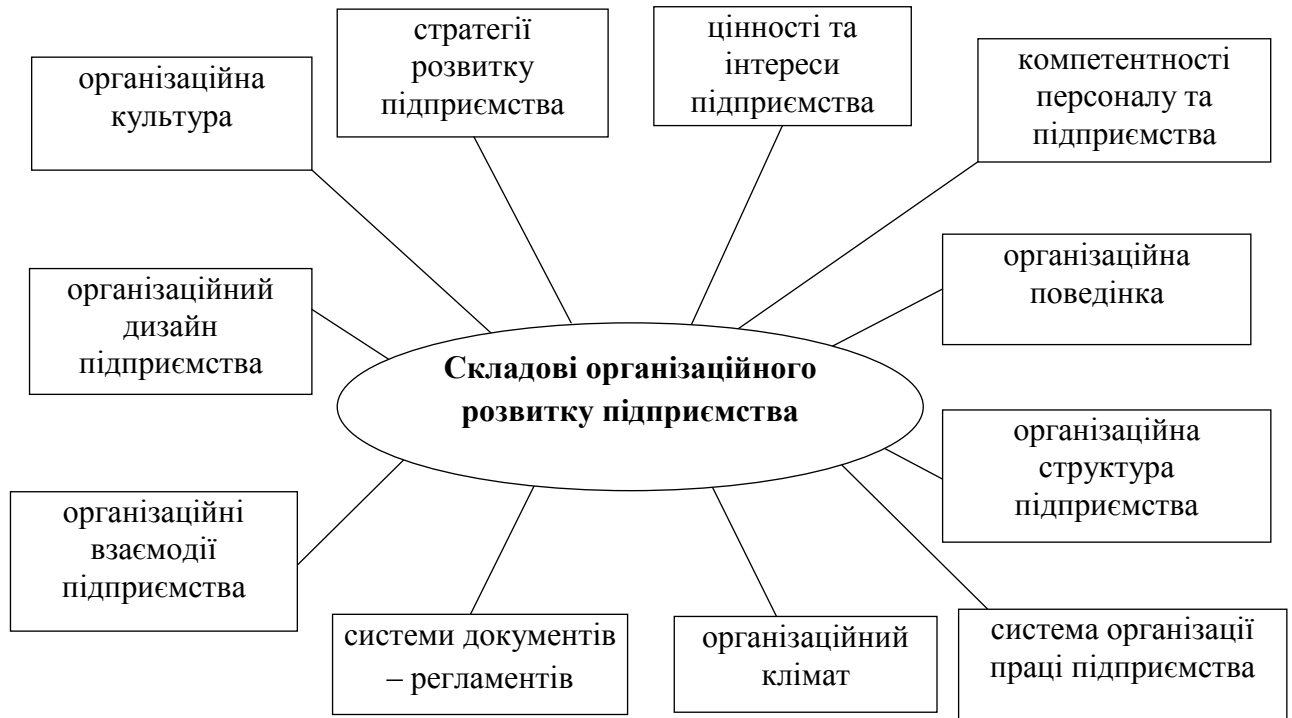 організаційна
культура
стратегії
розвитку
підприємства
цінності та
інтереси
підприємства
компетентності
персоналу та
підприємства
організаційний
дизайн
підприємства
Складові організаційного
розвитку підприємства
організаційна
поведінка
організаційна
структура
підприємства
організаційні
взаємодії
підприємства
системи документів
– регламентів
організаційний
клімат
система організації
праці підприємства